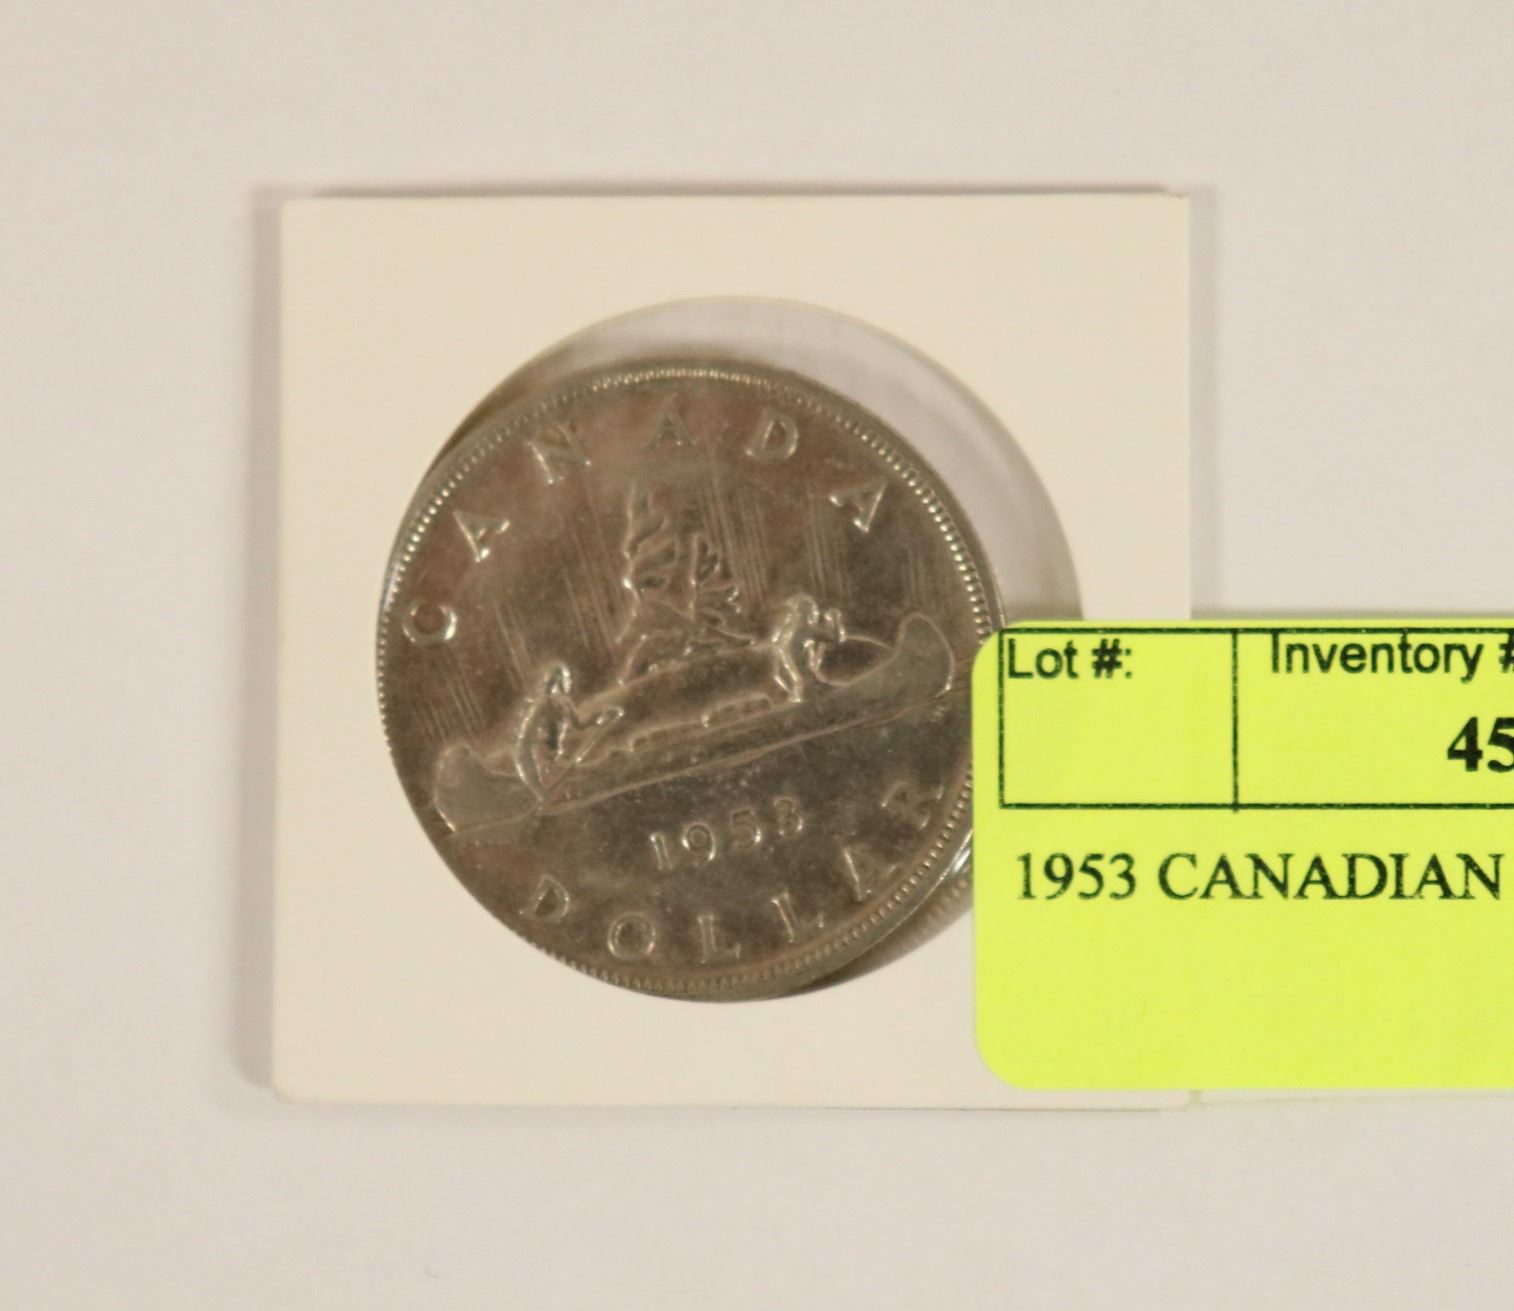 CANADA
1953
DOLLAR
Lot #: Inventory #
45
1953 CANADIAN